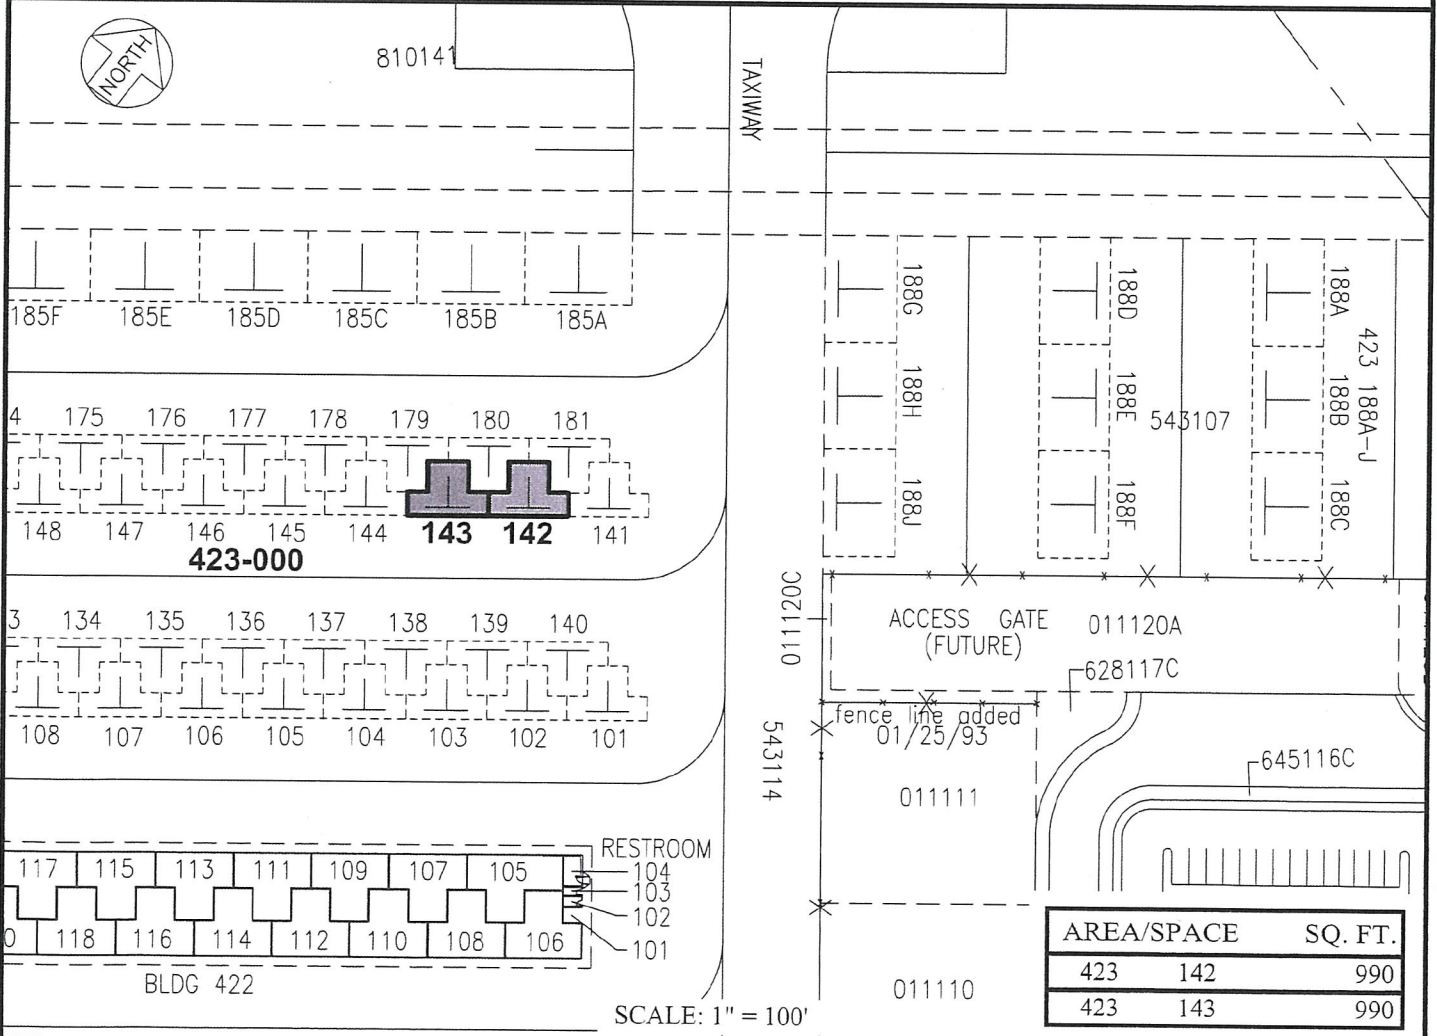 NORTH
810141
TAXIWAY
185F 185E 185D 185C 185B 185A
188G 188D 188A
188H 188E 188B
188J 188F 188C
423 188A-J
543107
4 175 176 177 178 179 180 181
148 147 146 145 144 143 142 141
423-000
3 134 135 136 137 138 139 140
108 107 106 105 104 103 102 101
011120C
ACCESS GATE
(FUTURE)
011120A
628117C
fence line added
01/25/93
543114
645116C
011111
RESTROOM
117 115 113 111 109 107 105
104
103
102
101
0 118 116 114 112 110 108 106
BLDG 422
011110
SCALE: 1" = 100'
AREA/SPACE SQ. FT.
423 142 990
423 143 990